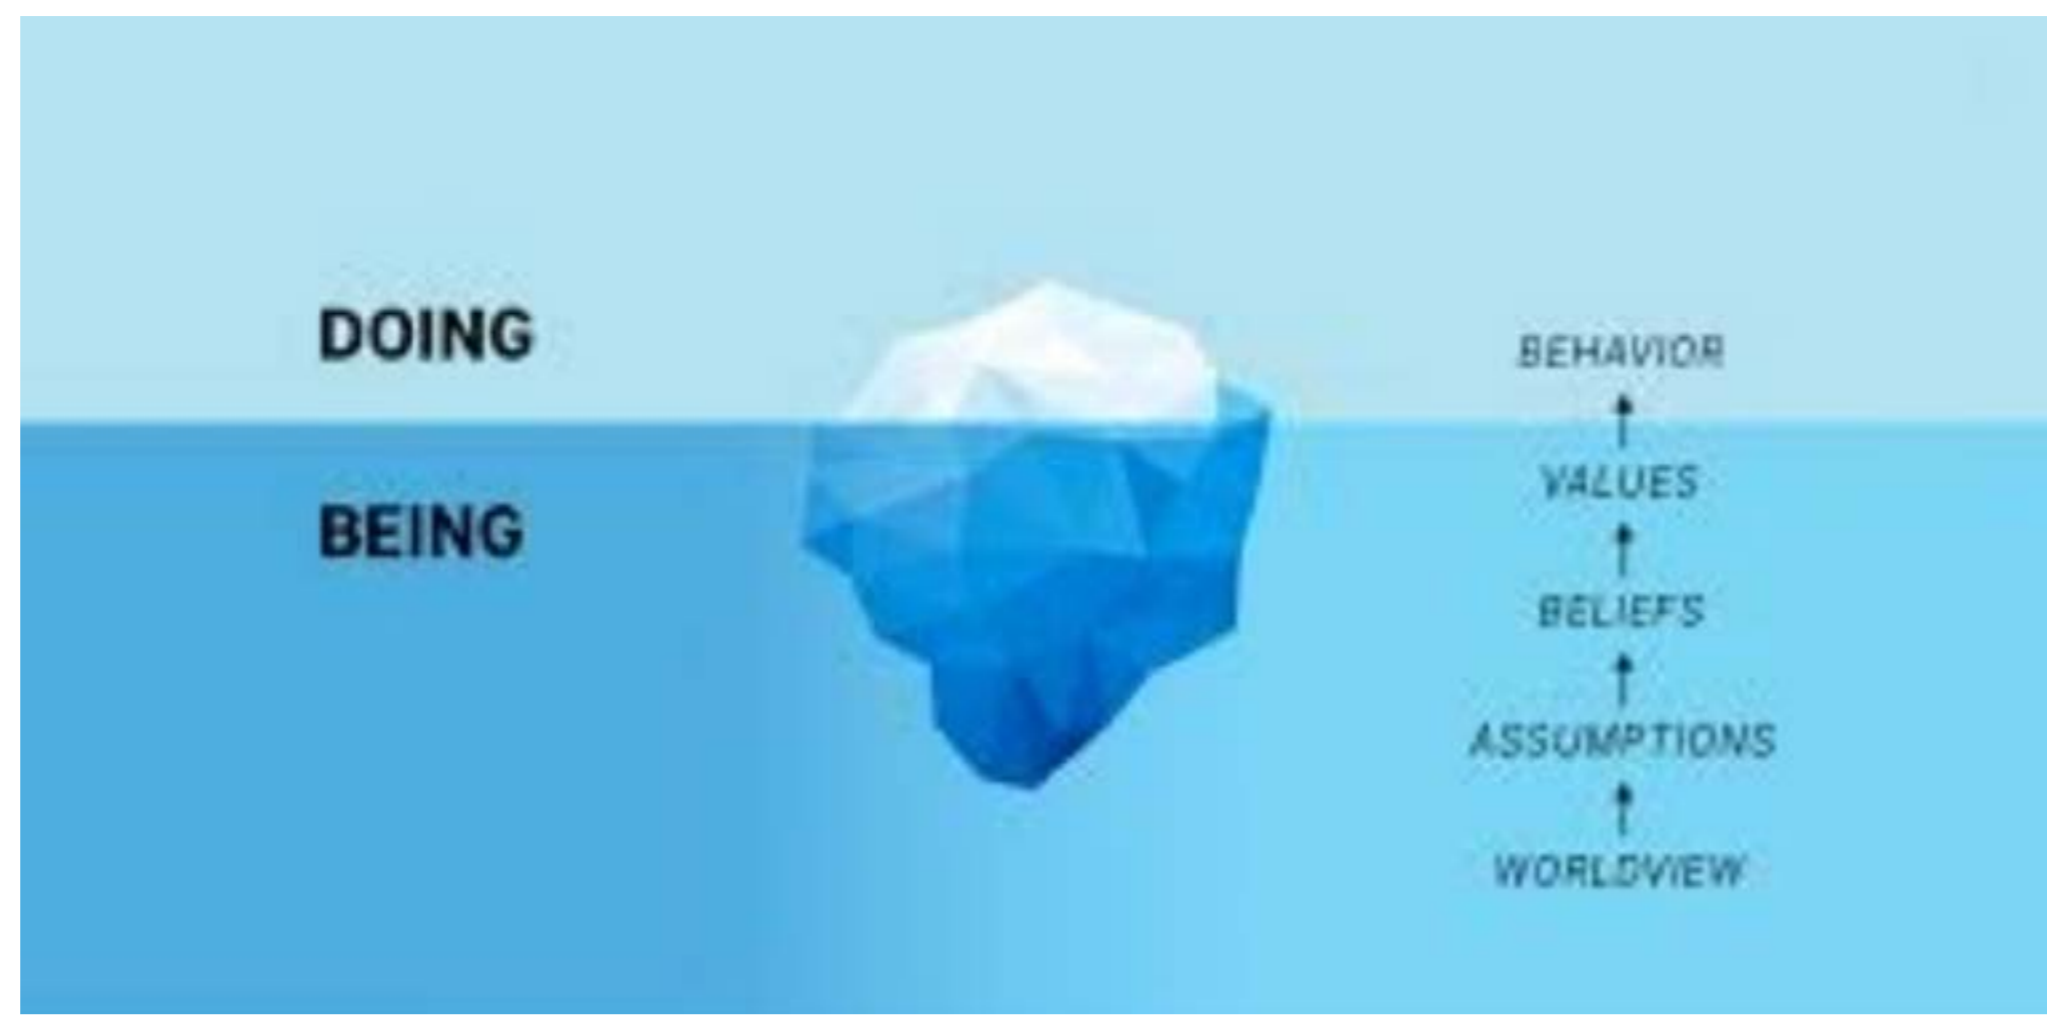 DOING
BEING
BEHAVIOR
VALUES
BELIEFS
ASSUMPTIONS
WORLDVIEW